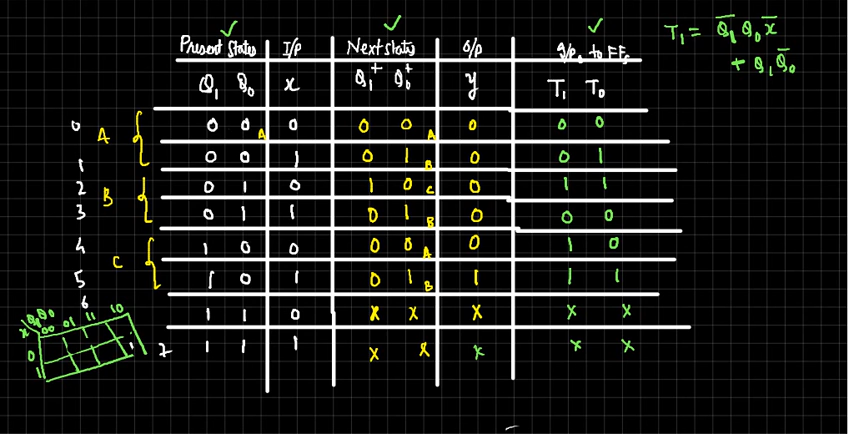 T₁ = Q̅₁ Q₀ x̅
+ Q₁ Q̅₀
Present States I/p Next states O/p g/ps to FFs
Q₁ Q₀ x Q₁⁺ Q₀⁺ y T₁ T₀
0 A 0 0 A 0 0 0 A 0 0 0
1 0 0 1 0 1 B 0 0 1
2 B 0 1 0 1 0 C 0 1 1
3 0 1 1 0 1 B 0 0 0
4 C 1 0 0 0 0 A 0 1 0
5 1 0 1 0 1 B 1 1 1
6 1 1 0 X X X X X
7 1 1 1 X X X X X
x Q₁Q₀ 00 01 11 10
0 1
1